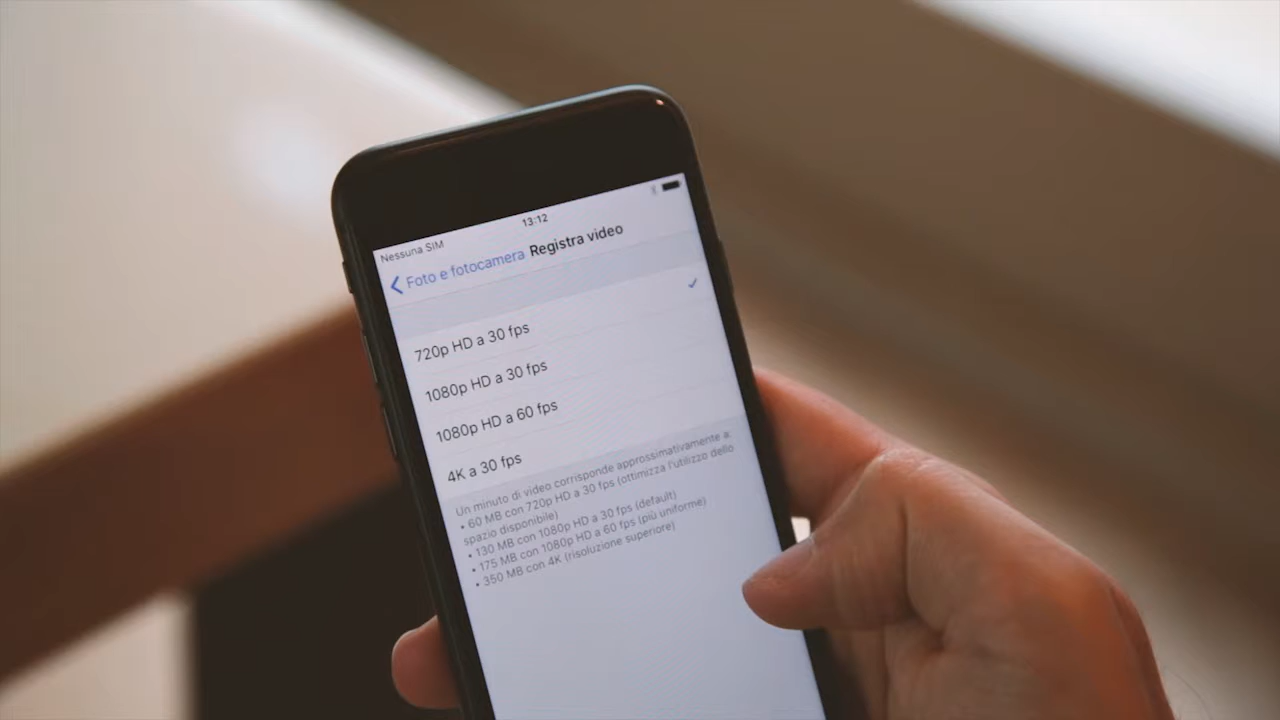 Nessuna SIM 13:12
Foto e fotocamera Registra video
720p HD a 30 fps
1080p HD a 30 fps
1080p HD a 60 fps
4K a 30 fps
Un minuto di video corrisponde approssimativamente a:
• 60 MB con 720p HD a 30 fps (ottimizza l'utilizzo dello
spazio disponibile)
• 130 MB con 1080p HD a 30 fps (default)
• 175 MB con 1080p HD a 60 fps (più uniforme)
• 350 MB con 4K (risoluzione superiore)